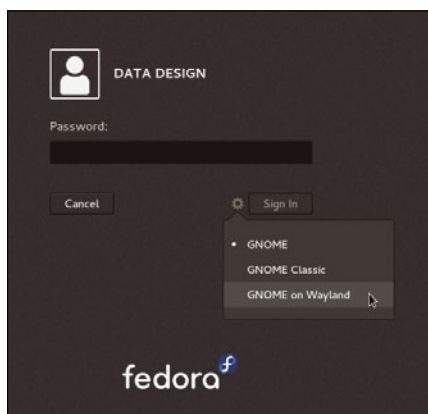 DATA DESIGN
Password:
Cancel
Sign In
GNOME
GNOME Classic
GNOME on Wayland
fedora